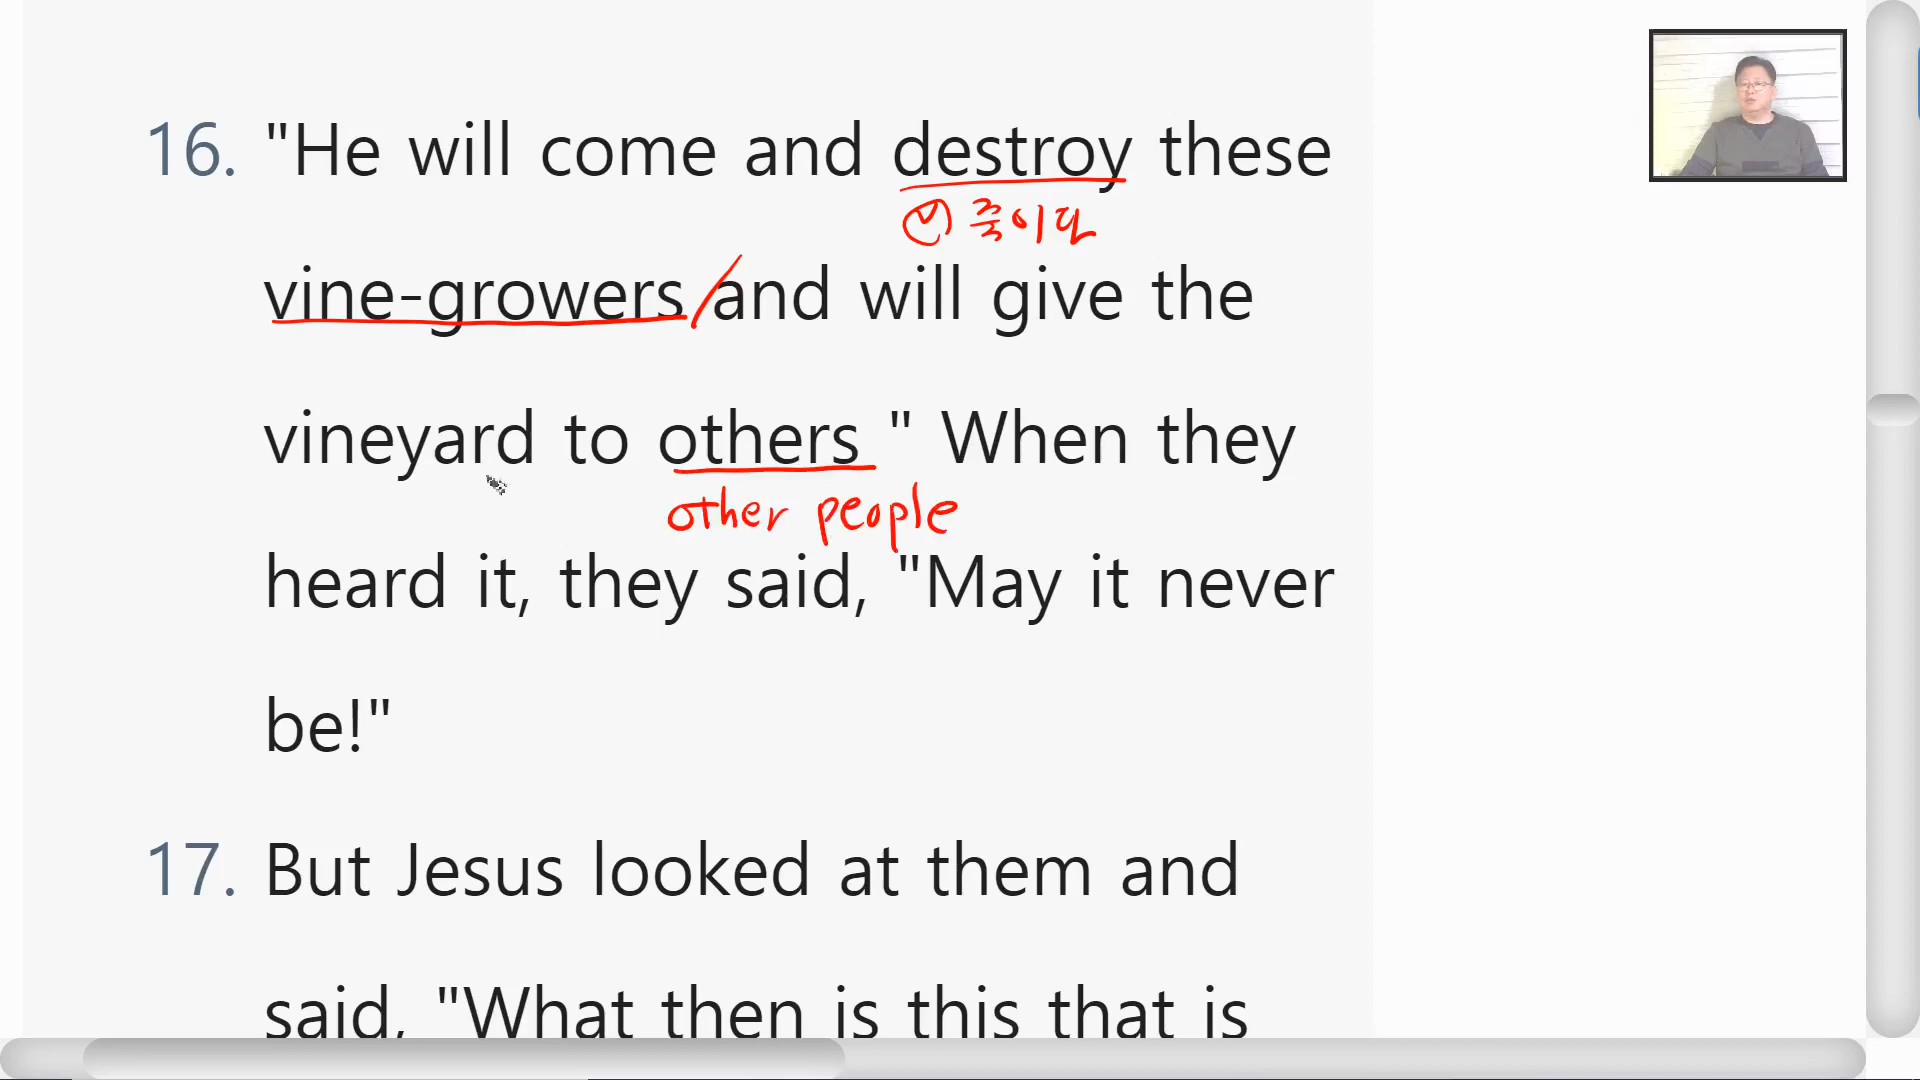 16. "He will come and destroy these
ⓥ 죽이다
vine-growers / and will give the
vineyard to others " When they
other people
heard it, they said, "May it never
be!"
17. But Jesus looked at them and
said, "What then is this that is